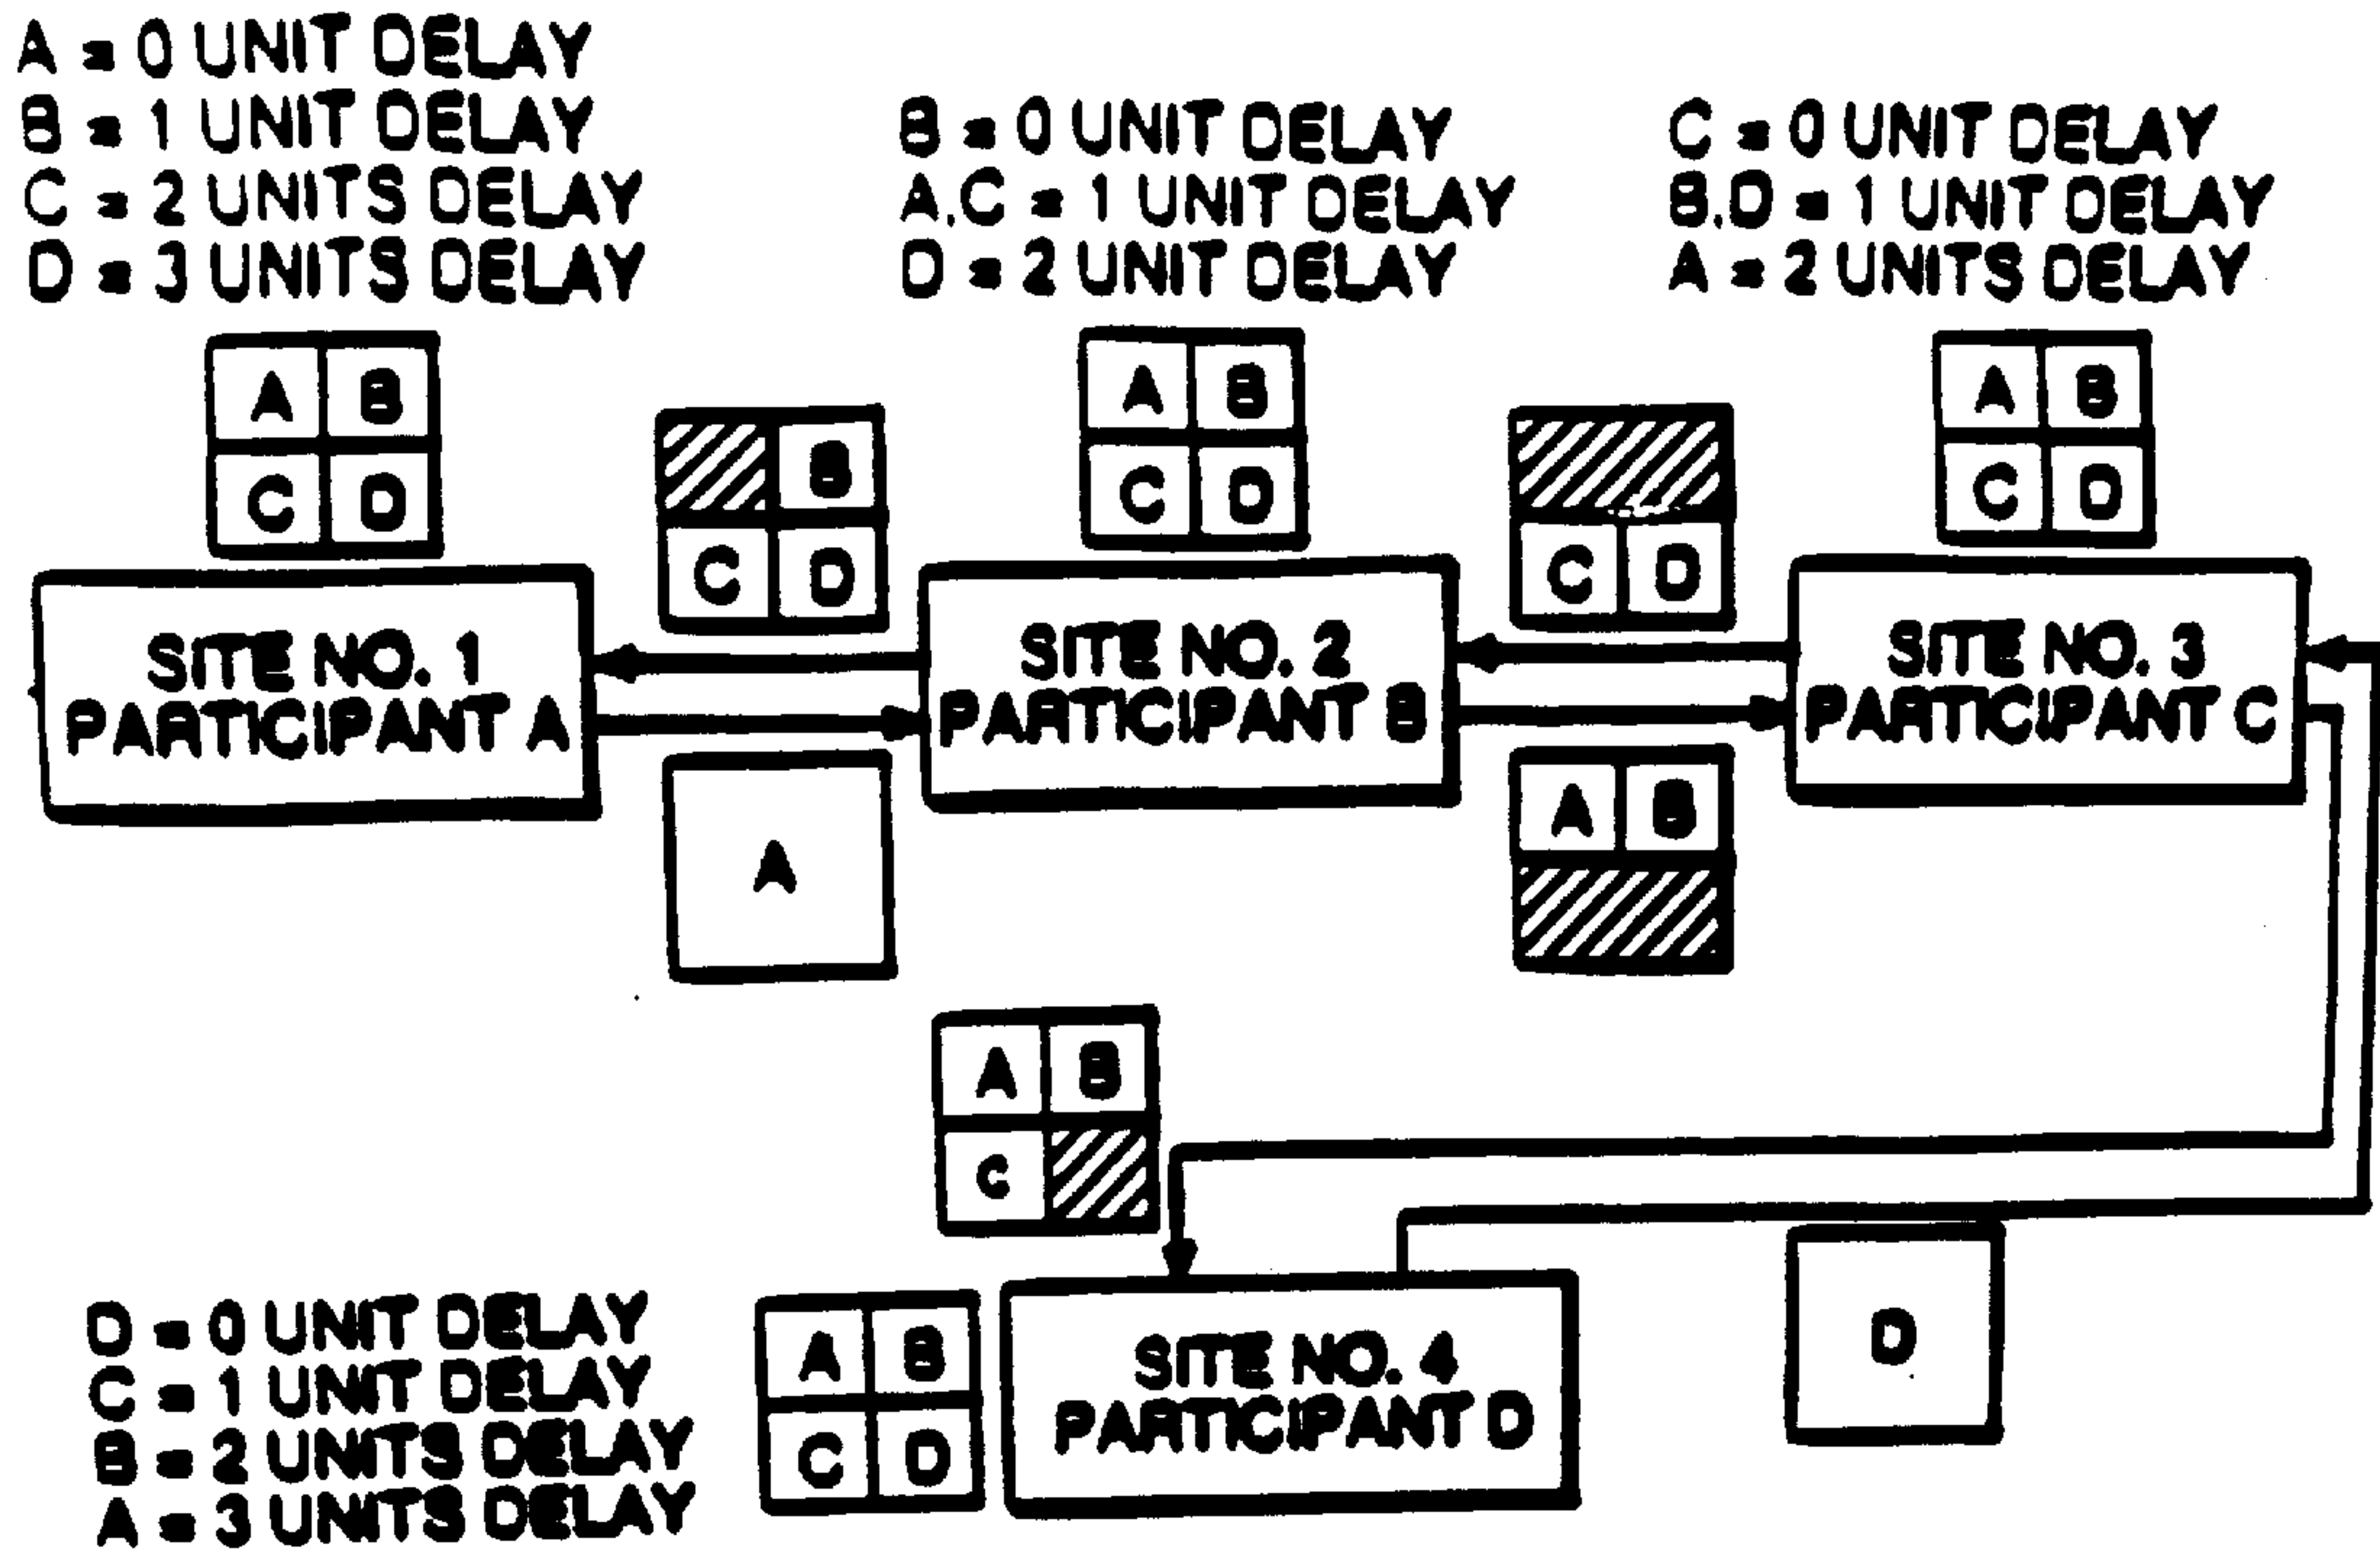 A = 0 UNIT DELAY
B = 1 UNIT DELAY
C = 2 UNITS DELAY
D = 3 UNITS DELAY
B = 0 UNIT DELAY
A,C = 1 UNIT DELAY
D = 2 UNIT DELAY
C = 0 UNIT DELAY
B,D = 1 UNIT DELAY
A = 2 UNITS DELAY
A B
C D
B
C D
A B
C D
C D
A B
C D
SITE NO. 1
PARTICIPANT A
SITE NO. 2
PARTICIPANT B
SITE NO. 3
PARTICIPANT C
A
A B
A B
C
D = 0 UNIT DELAY
C = 1 UNIT DELAY
B = 2 UNITS DELAY
A = 3 UNITS DELAY
A B
C D
SITE NO. 4
PARTICIPANT D
D